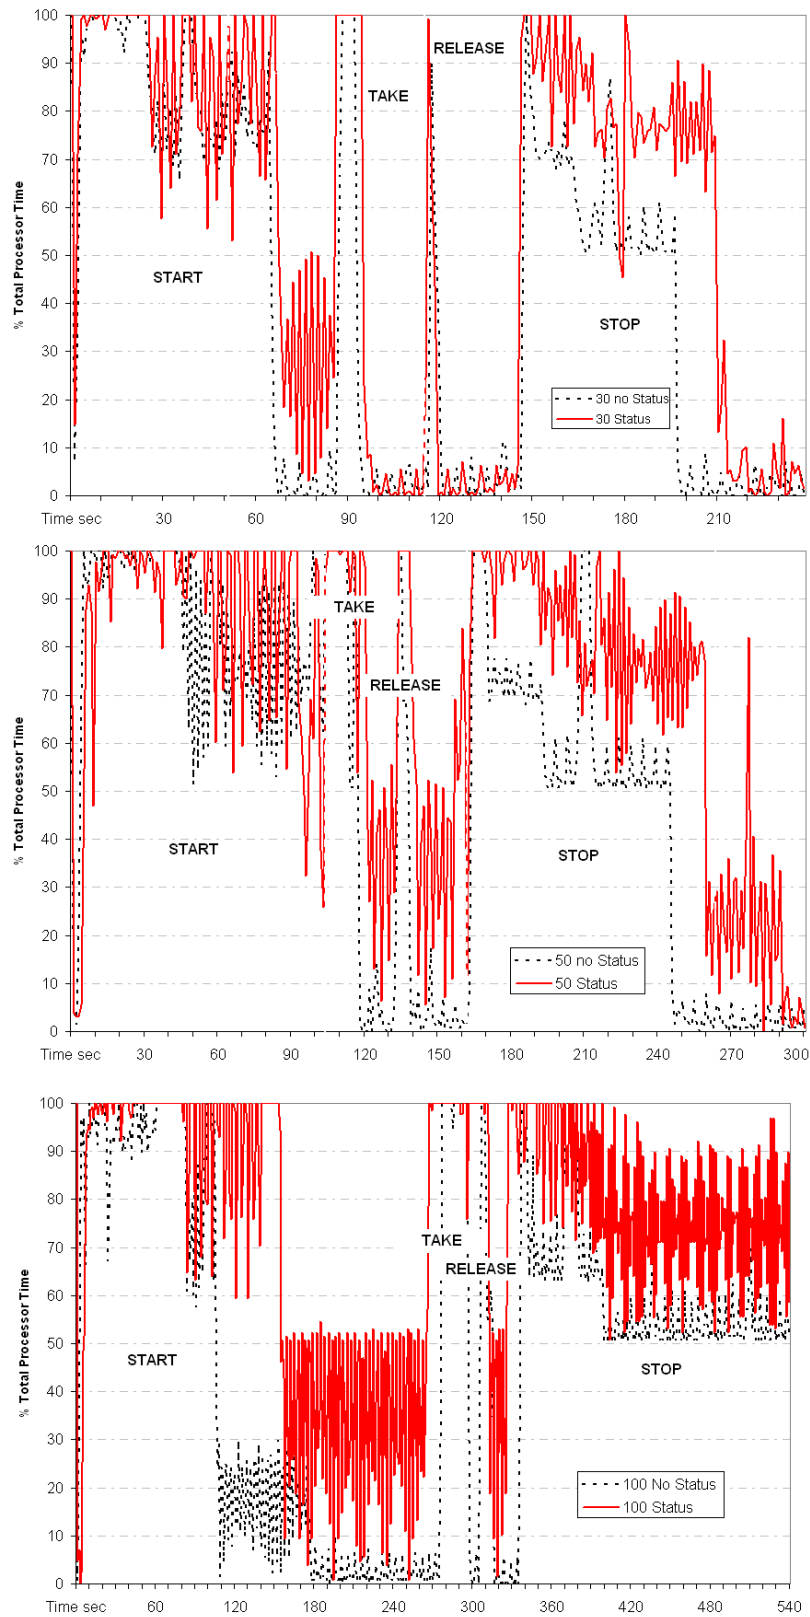 % Total Processor Time
100
90
80
70
60
50
40
30
20
10
0
RELEASE
TAKE
START
STOP
30 no Status
30 Status
Time sec 30 60 90 120 150 180 210
% Total Processor Time
100
90
80
70
60
50
40
30
20
10
0
TAKE
RELEASE
START
STOP
50 no Status
50 Status
Time sec 30 60 90 120 150 180 210 240 270 300
% Total Processor Time
100
90
80
70
60
50
40
30
20
10
0
TAKE
RELEASE
START
STOP
100 No Status
100 Status
Time sec 60 120 180 240 300 360 420 480 540